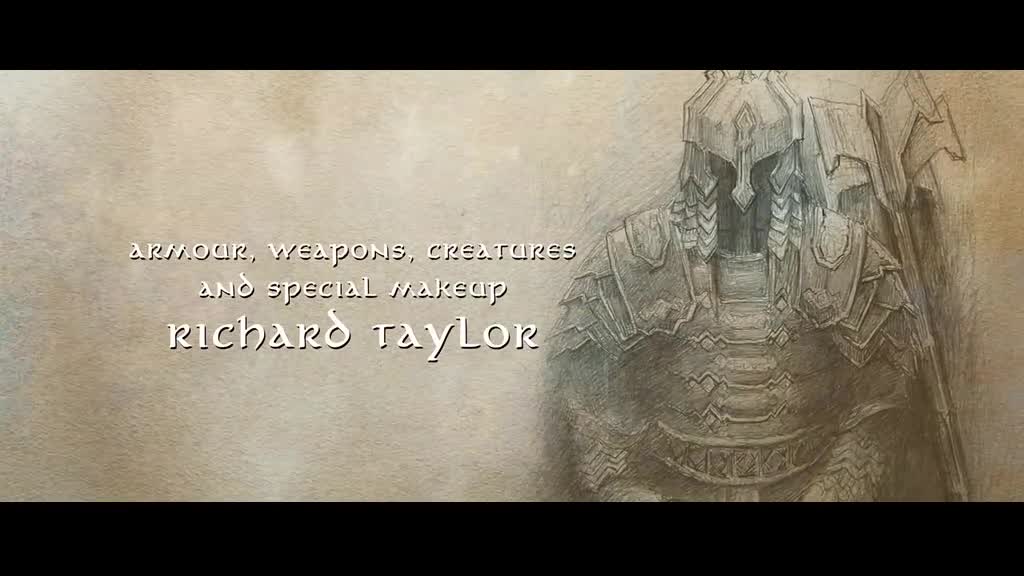 ARMOUR, WEAPONS, CREATURES
AND SPECIAL MAKEUP
RICHARD TAYLOR